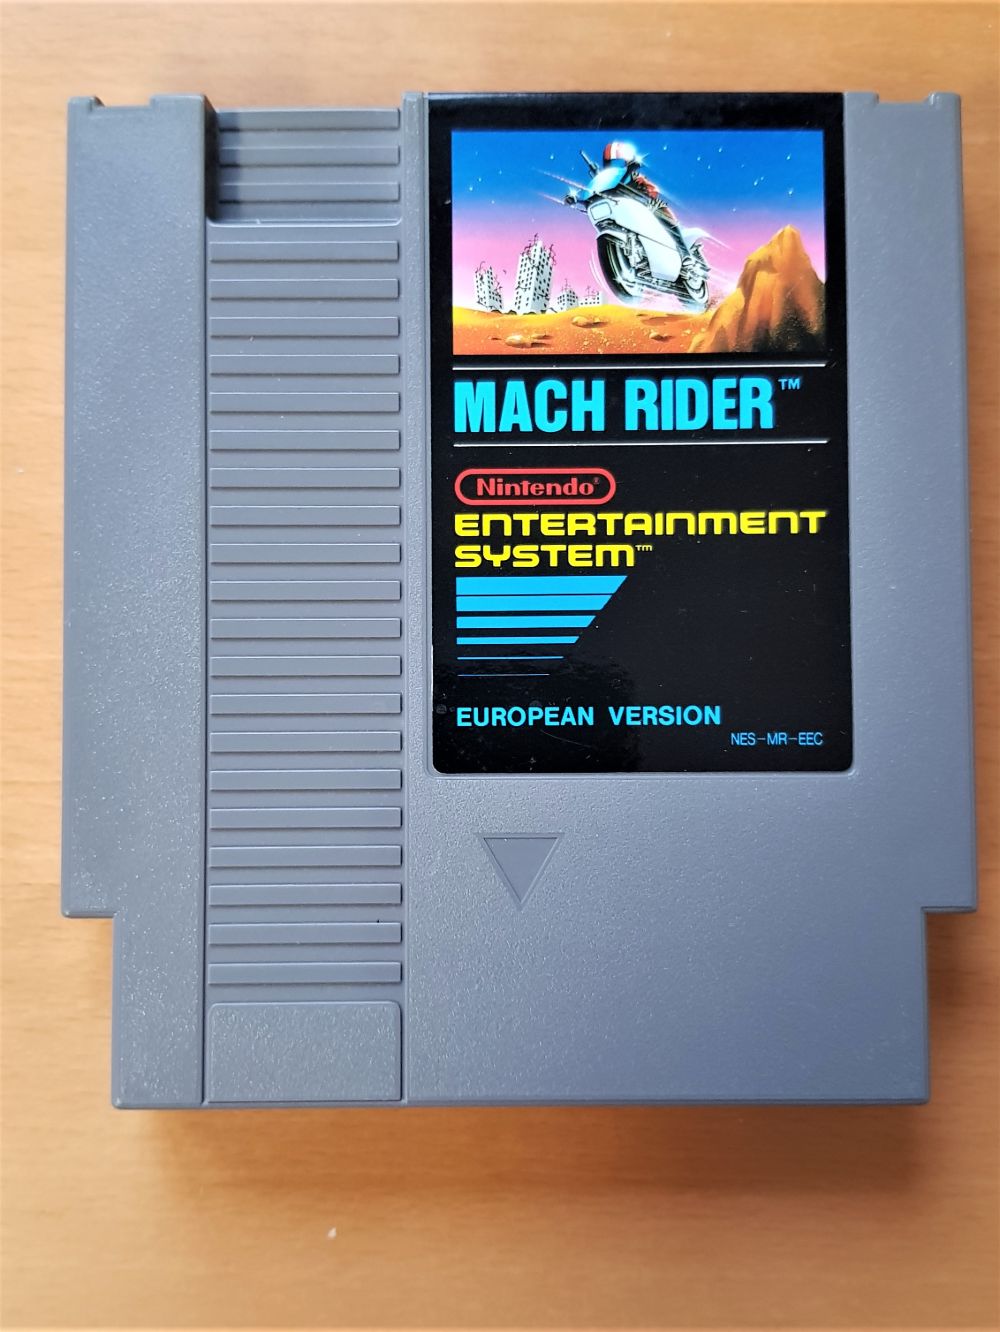 MACH RIDER™
Nintendo®
ENTERTAINMENT
SYSTEM™
EUROPEAN VERSION
NES-MR-EEC